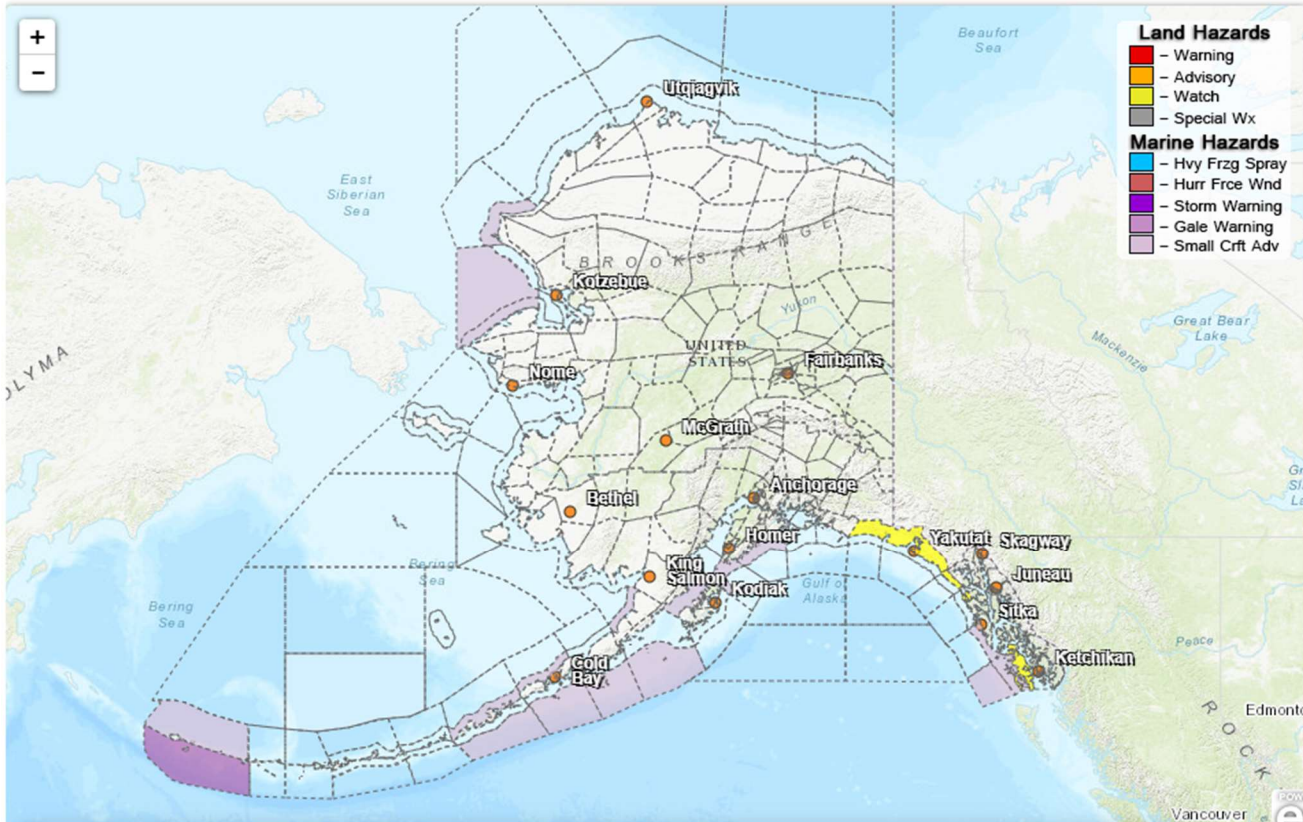 +
−
Land Hazards
– Warning
– Advisory
– Watch
– Special Wx
Marine Hazards
– Hvy Frzg Spray
– Hurr Frce Wnd
– Storm Warning
– Gale Warning
– Small Crft Adv
Beaufort
Sea
Utqiagvik
East
Siberian
Sea
BROOKS RANGE
Kotzebue
Yukon
Great Bear
Lake
Mackenzie
UNITED
STATES
Fairbanks
OLYMA
Nome
McGrath
Bethel
Anchorage
Homer
Yakutat
Skagway
King
Salmon
Kodiak
Juneau
Bering
Sea
Gulf of
Alaska
Sitka
Bering
Sea
Peace
Cold
Bay
Ketchikan
ROCK
Edmonto
Vancouver
POW